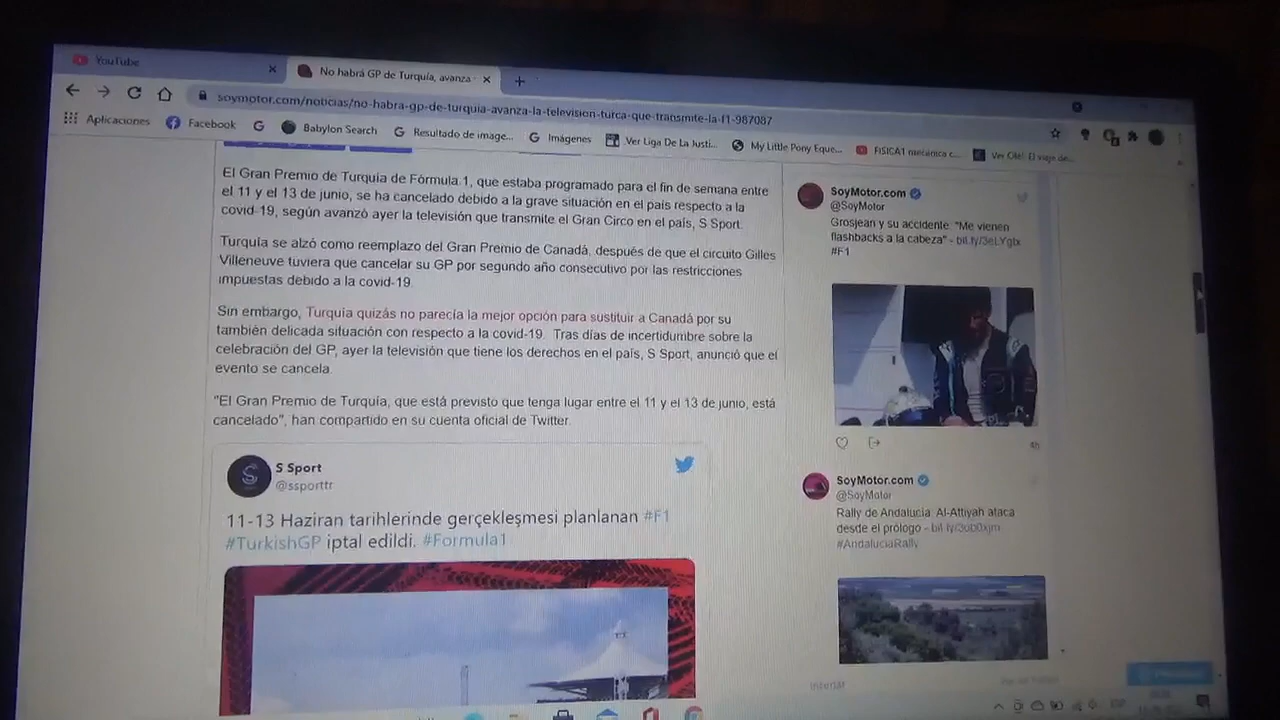 YouTube
No habrá GP de Turquía, avanza
soymotor.com/noticias/no-habra-gp-de-turquia-avanza-la-television-turca-que-transmite-la-f1-987087
Aplicaciones
Facebook
Babylon Search
Resultado de image...
Imágenes
Ver Liga De La Justi...
My Little Pony Eque...
FISICA1 mecánica c...
Ver Olé! El viaje de...
El Gran Premio de Turquía de Fórmula 1, que estaba programado para el fin de semana entre
el 11 y el 13 de junio, se ha cancelado debido a la grave situación en el país respecto a la
covid-19, según avanzó ayer la televisión que transmite el Gran Circo en el país, S Sport.
Turquía se alzó como reemplazo del Gran Premio de Canadá, después de que el circuito Gilles
Villeneuve tuviera que cancelar su GP por segundo año consecutivo por las restricciones
impuestas debido a la covid-19.
Sin embargo, Turquía quizás no parecía la mejor opción para sustituir a Canadá por su
también delicada situación con respecto a la covid-19. Tras días de incertidumbre sobre la
celebración del GP, ayer la televisión que tiene los derechos en el país, S Sport, anunció que el
evento se cancela.
"El Gran Premio de Turquía, que está previsto que tenga lugar entre el 11 y el 13 de junio, está
cancelado", han compartido en su cuenta oficial de Twitter.
S Sport
@ssporttr
11-13 Haziran tarihlerinde gerçekleşmesi planlanan #F1
#TurkishGP iptal edildi. #Formula1
SoyMotor.com
@SoyMotor
Grosjean y su accidente: "Me vienen
flashbacks a la cabeza" -
#F1
4h
SoyMotor.com
@SoyMotor
Rally de Andalucía: Al-Attiyah ataca
desde el prólogo -
#AndaluciaRally
Insertar
ESP